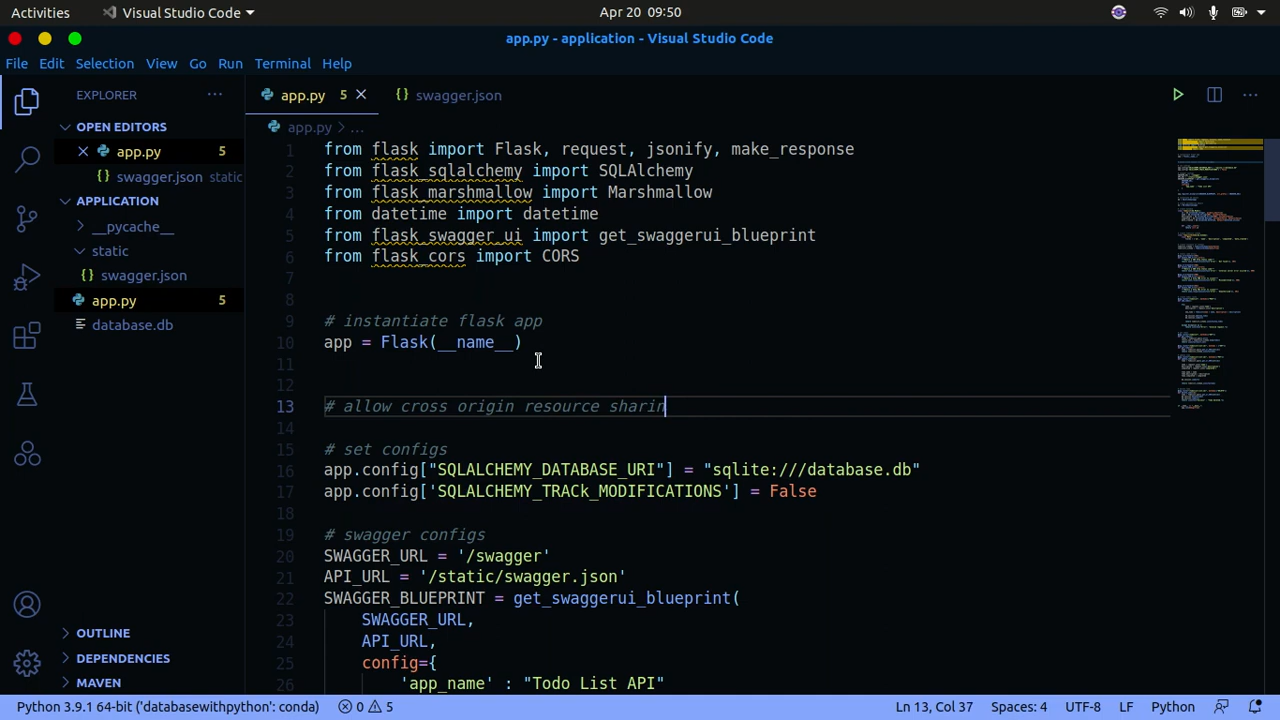 Activities
Visual Studio Code
Apr 20 09:50
app.py - application - Visual Studio Code
File Edit Selection View Go Run Terminal Help
EXPLORER
OPEN EDITORS
app.py 5
swagger.json static
APPLICATION
__pycache__
static
swagger.json
app.py 5
database.db
OUTLINE
DEPENDENCIES
MAVEN
app.py 5
swagger.json
app.py > ...
1 from flask import Flask, request, jsonify, make_response
2 from flask_sqlalchemy import SQLAlchemy
3 from flask_marshmallow import Marshmallow
4 from datetime import datetime
5 from flask_swagger_ui import get_swaggerui_blueprint
6 from flask_cors import CORS
7
8
9 # instantiate flask app
10 app = Flask(__name__)
11
12
13 # allow cross origin resource sharin
14
15 # set configs
16 app.config["SQLALCHEMY_DATABASE_URI"] = "sqlite:///database.db"
17 app.config['SQLALCHEMY_TRACk_MODIFICATIONS'] = False
18
19 # swagger configs
20 SWAGGER_URL = '/swagger'
21 API_URL = '/static/swagger.json'
22 SWAGGER_BLUEPRINT = get_swaggerui_blueprint(
23 SWAGGER_URL,
24 API_URL,
25 config={
26 'app_name' : "Todo List API"
Python 3.9.1 64-bit ('databasewithpython': conda) 0 5 Ln 13, Col 37 Spaces: 4 UTF-8 LF Python